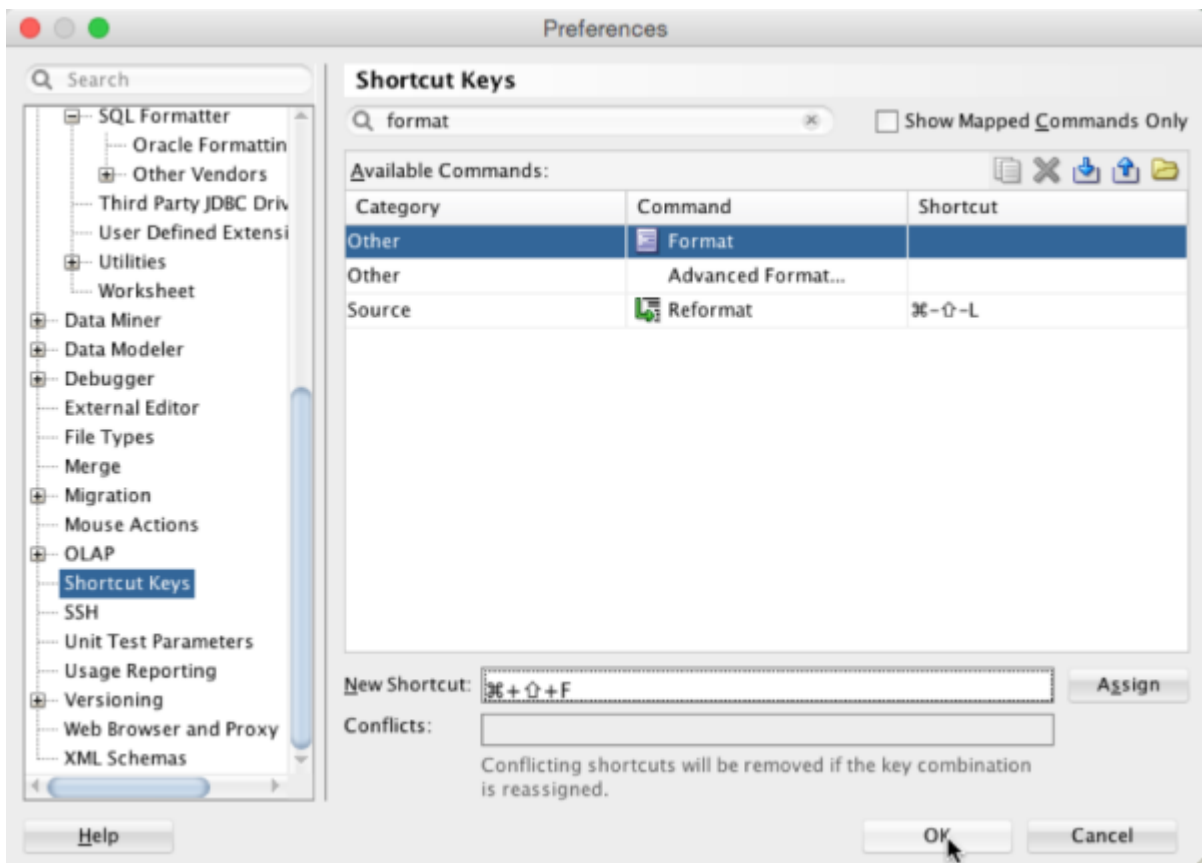 Preferences
Search
SQL Formatter
Oracle Formattin
Other Vendors
Third Party JDBC Driv
User Defined Extensi
Utilities
Worksheet
Data Miner
Data Modeler
Debugger
External Editor
File Types
Merge
Migration
Mouse Actions
OLAP
Shortcut Keys
SSH
Unit Test Parameters
Usage Reporting
Versioning
Web Browser and Proxy
XML Schemas
Shortcut Keys
format
Show Mapped Commands Only
Available Commands:
Category Command Shortcut
Other Format
Other Advanced Format...
Source Reformat ⌘-⇧-L
New Shortcut: ⌘+⇧+F Assign
Conflicts:
Conflicting shortcuts will be removed if the key combination
is reassigned.
Help OK Cancel